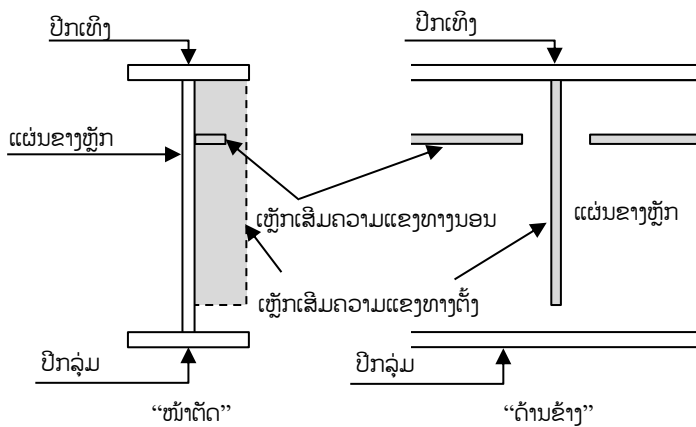 ປີກເທິງ
ປີກເທິງ
ແຜ່ນຂາງຫຼັກ
ເຫຼັກເສີມຄວາມແຂງທາງນອນ
ແຜ່ນຂາງຫຼັກ
ເຫຼັກເສີມຄວາມແຂງທາງຕັ້ງ
ປີກລຸ່ມ
ປີກລຸ່ມ
“ໜ້າຕັດ”
“ດ້ານຂ້າງ”